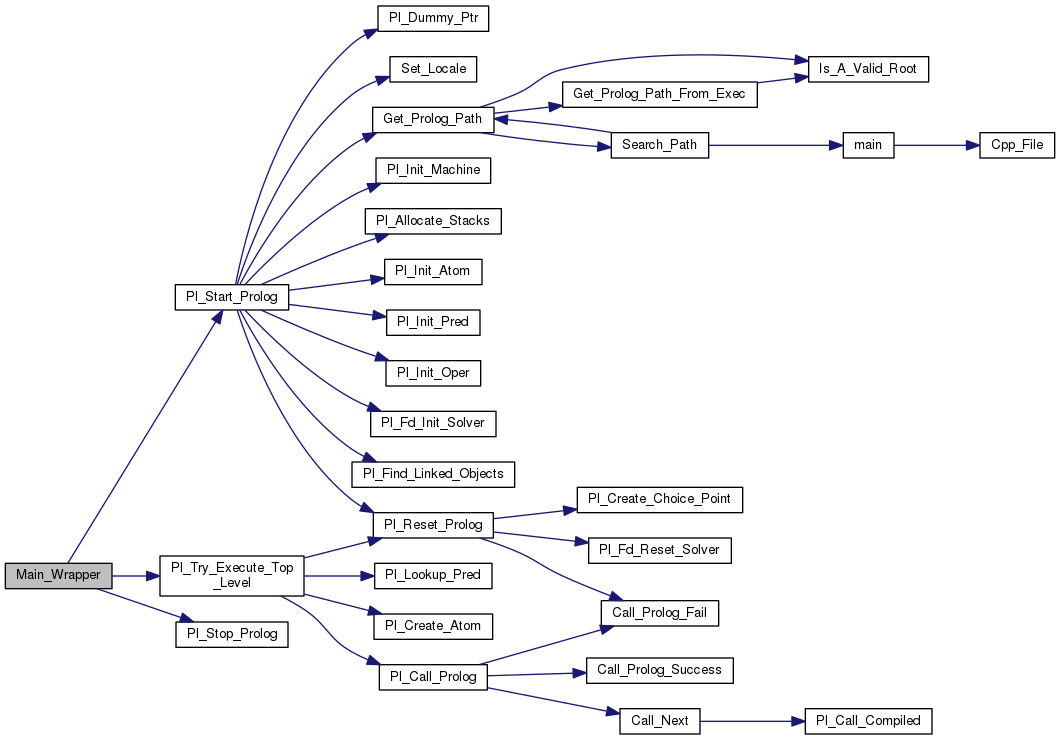 Pl_Dummy_Ptr
Set_Locale
Is_A_Valid_Root
Get_Prolog_Path_From_Exec
Get_Prolog_Path
Search_Path
main
Cpp_File
Pl_Init_Machine
Pl_Allocate_Stacks
Pl_Init_Atom
Pl_Start_Prolog
Pl_Init_Pred
Pl_Init_Oper
Pl_Fd_Init_Solver
Pl_Find_Linked_Objects
Pl_Create_Choice_Point
Pl_Reset_Prolog
Pl_Fd_Reset_Solver
Main_Wrapper
Pl_Try_Execute_Top
_Level
Pl_Lookup_Pred
Call_Prolog_Fail
Pl_Create_Atom
Pl_Stop_Prolog
Pl_Call_Prolog
Call_Prolog_Success
Call_Next
Pl_Call_Compiled